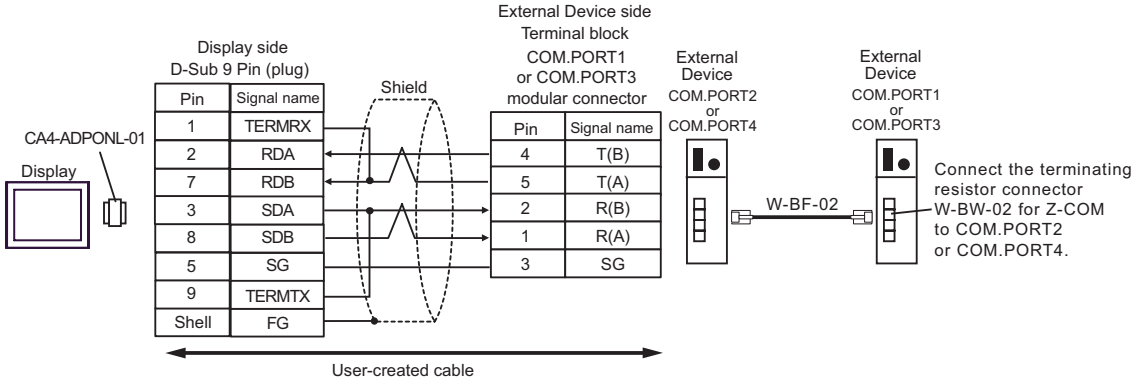 External Device side
Terminal block
COM.PORT1
or COM.PORT3
modular connector
Display side
D-Sub 9 Pin (plug)
Shield
External
Device
COM.PORT2
or
COM.PORT4
External
Device
COM.PORT1
or
COM.PORT3
CA4-ADPONL-01
Display
Pin Signal name
1 TERMRX
2 RDA
7 RDB
3 SDA
8 SDB
5 SG
9 TERMTX
Shell FG
Pin Signal name
4 T(B)
5 T(A)
2 R(B)
1 R(A)
3 SG
W-BF-02
Connect the terminating
resistor connector
W-BW-02 for Z-COM
to COM.PORT2
or COM.PORT4.
User-created cable